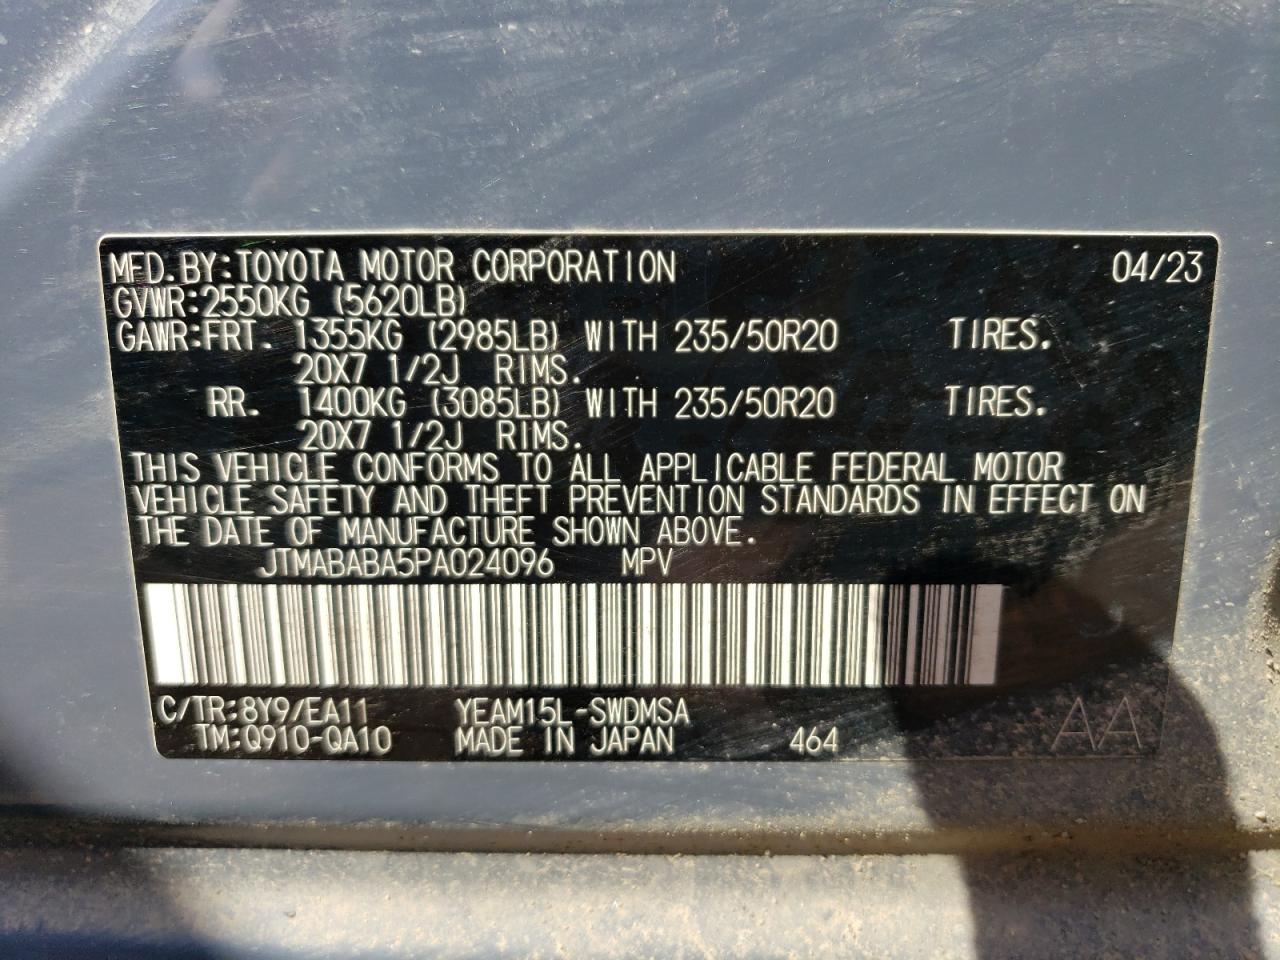 MFD.BY:TOYOTA MOTOR CORPORATION 04/23
GVWR:2550KG (5620LB)
GAWR:FRT. 1355KG (2985LB) WITH 235/50R20 TIRES.
20X7 1/2J RIMS.
RR. 1400KG (3085LB) WITH 235/50R20 TIRES.
20X7 1/2J RIMS.
THIS VEHICLE CONFORMS TO ALL APPLICABLE FEDERAL MOTOR
VEHICLE SAFETY AND THEFT PREVENTION STANDARDS IN EFFECT ON
THE DATE OF MANUFACTURE SHOWN ABOVE.
JTMABABA5PA024096 MPV
C/TR:8Y9/EA11 YEAM15L-SWDMSA
TM:Q910-QA10 MADE IN JAPAN 464 AA